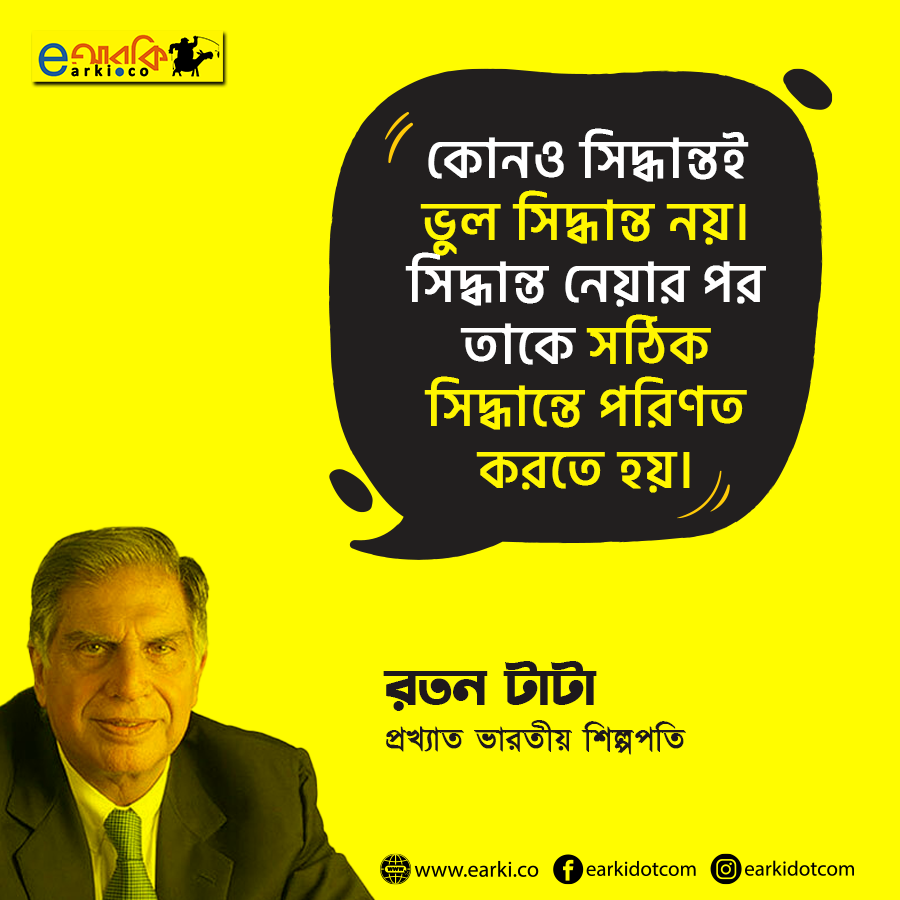 eআরকি
earki.co
কোনও সিদ্ধান্তই
ভুল সিদ্ধান্ত নয়।
সিদ্ধান্ত নেয়ার পর
তাকে সঠিক
সিদ্ধান্তে পরিণত
করতে হয়।
রতন টাটা
প্রখ্যাত ভারতীয় শিল্পপতি
www.earki.co earkidotcom earkidotcom